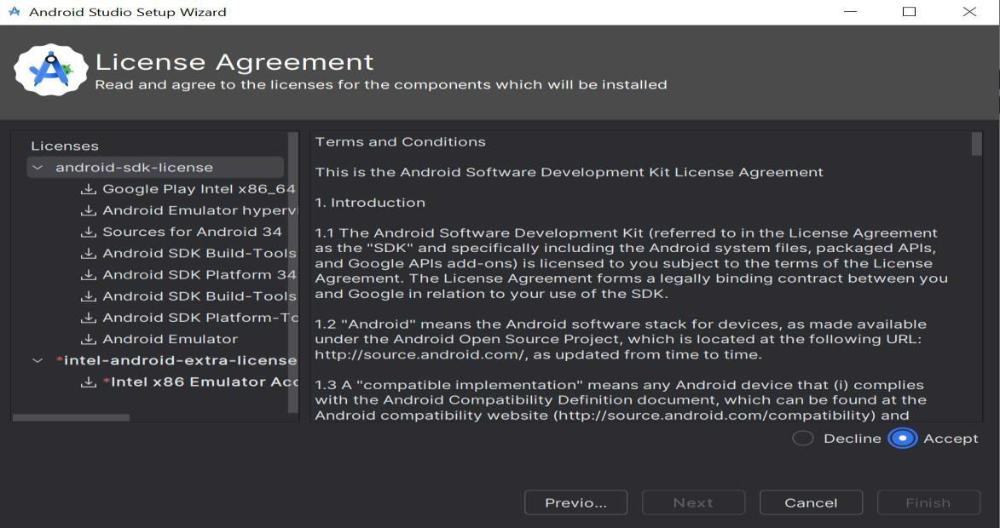 Android Studio Setup Wizard
License Agreement
Read and agree to the licenses for the components which will be installed
Licenses
android-sdk-license
Google Play Intel x86_64
Android Emulator hyperv
Sources for Android 34
Android SDK Build-Tools
Android SDK Platform 34
Android SDK Build-Tools
Android SDK Platform-To
Android Emulator
*intel-android-extra-license
*Intel x86 Emulator Acc
Terms and Conditions
This is the Android Software Development Kit License Agreement
1. Introduction
1.1 The Android Software Development Kit (referred to in the License Agreement
as the "SDK" and specifically including the Android system files, packaged APIs,
and Google APIs add-ons) is licensed to you subject to the terms of the License
Agreement. The License Agreement forms a legally binding contract between you
and Google in relation to your use of the SDK.
1.2 "Android" means the Android software stack for devices, as made available
under the Android Open Source Project, which is located at the following URL:
http://source.android.com/, as updated from time to time.
1.3 A "compatible implementation" means any Android device that (i) complies
with the Android Compatibility Definition document, which can be found at the
Android compatibility website (http://source.android.com/compatibility) and
Decline Accept
Previo... Next Cancel Finish